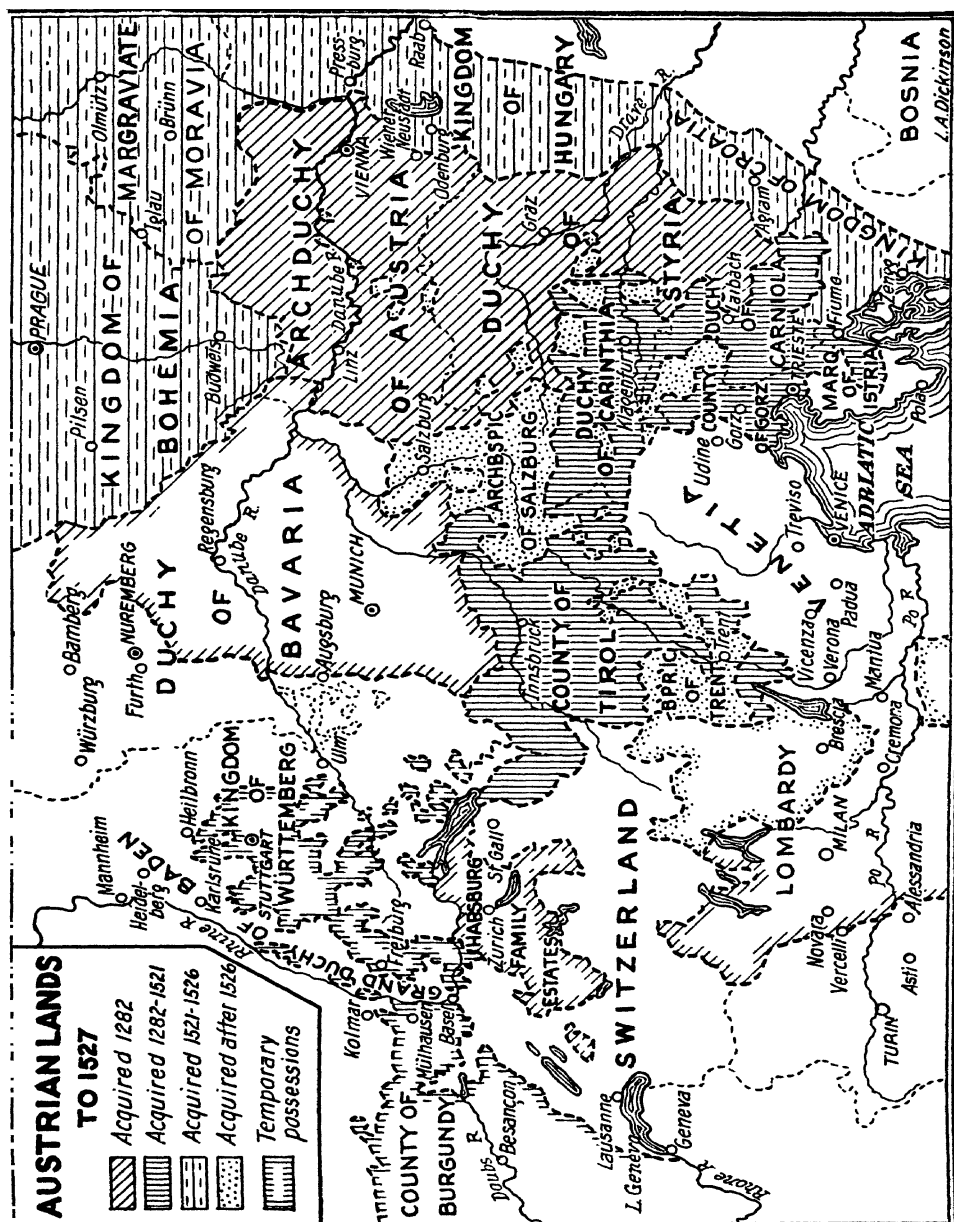 AUSTRIAN LANDS
TO 1527
Acquired 1282
Acquired 1282-1521
Acquired 1521-1526
Acquired after 1526
Temporary
possessions
Mannheim
Heidel-
berg
GRAND
DUCHY
OF
BADEN
Rhine R.
Karlsruhe
Heilbronn
STUTTGART
KINGDOM
OF
WÜRTTEMBERG
Ulm
Freiburg
Kolmar
Mülhausen
Basel
COUNTY OF
BURGUNDY
Doubs R.
Besançon
HABSBURG
FAMILY
ESTATES
Zurich
St Gall
SWITZERLAND
Lausanne
L. Geneva
Geneva
Rhone R.
Würzburg
Bamberg
Furth
NUREMBERG
DUCHY
OF
BAVARIA
Regensburg
Danube R.
Augsburg
MUNICH
PRAGUE
Pilsen
KINGDOM OF
BOHEMIA
Budweis
Iglau
Olmütz
Brünn
MARGRAVIATE
OF MORAVIA
ARCHDUCHY
OF AUSTRIA
Danube R.
Linz
VIENNA
Wiener
Neustadt
Press-
burg
Raab
Odenburg
KINGDOM
OF
HUNGARY
Salzburg
ARCHBSPIC
OF SALZBURG
DUCHY
OF
STYRIA
Graz
Drave R.
DUCHY
OF CARINTHIA
Klagenfurt
COUNTY OF
TIROL
Innsbruck
BPRIC
OF
TRENT
Trent
COUNTY
OF GORZ
Gorz
Udine
DUCHY
CARNIOLA
Laibach
Agram
KINGDOM OF CROATIA
BOSNIA
L.A. Dickinson
TRIESTE
Fiume
Zengg
MARQ
OF
ISTRIA
Pola
ADRIATIC
SEA
VENETIA
VENICE
Treviso
Vicenza
Padua
Verona
Mantua
Po R.
Brescia
Cremona
LOMBARDY
MILAN
Novara
Vercelli
Po R.
Alessandria
Asti
TURIN